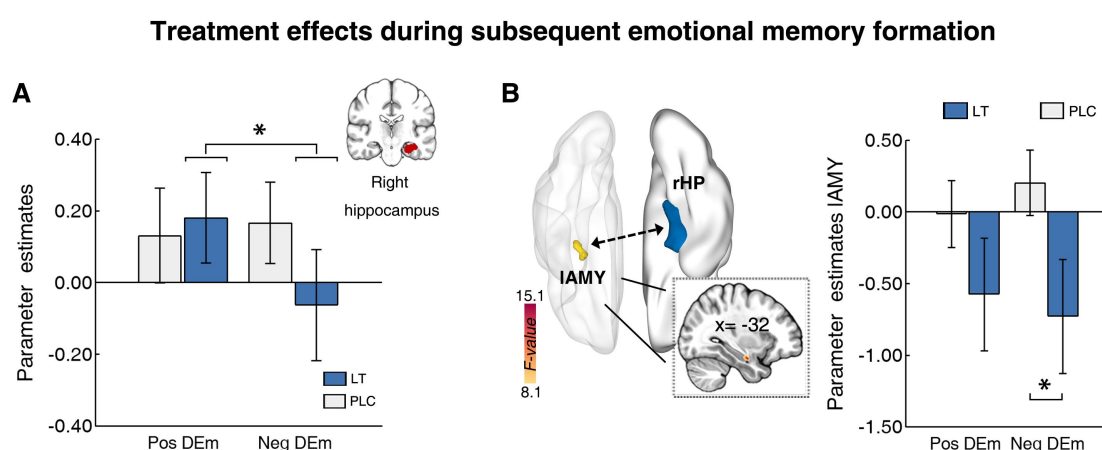 Treatment effects during subsequent emotional memory formation
A
*
Right
hippocampus
Parameter estimates
0.40
0.20
0.00
-0.20
-0.40
LT
PLC
Pos DEm
Neg DEm
B
rHP
lAMY
15.1
F-value
8.1
x= -32
LT
PLC
Parameter estimates lAMY
0.50
0.00
-0.50
-1.00
-1.50
*
Pos DEm
Neg DEm